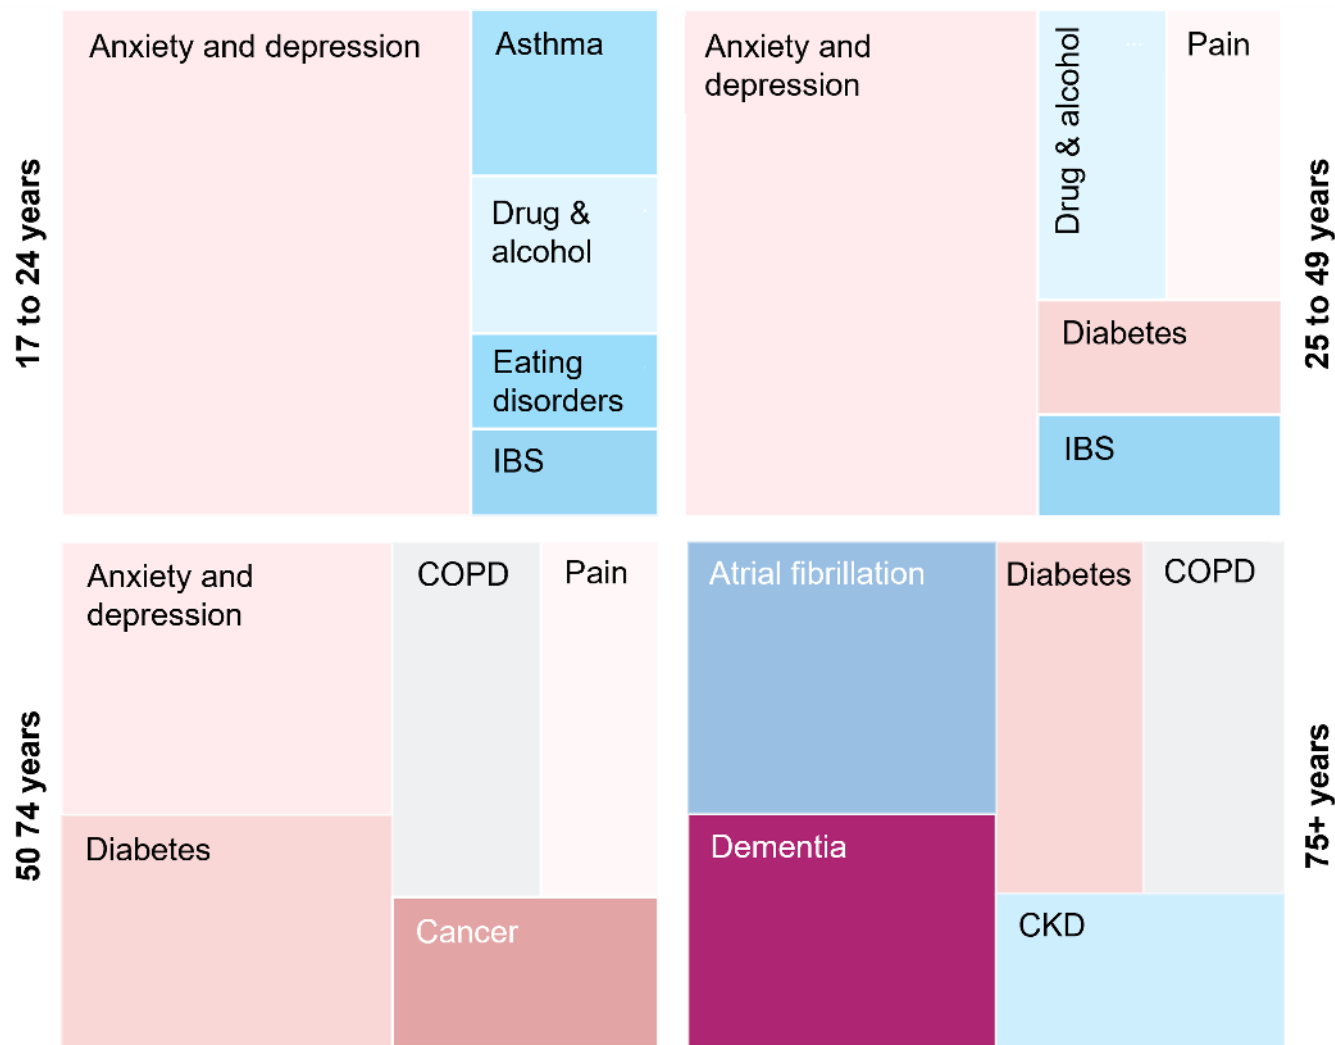 17 to 24 years
Anxiety and depression
Asthma
Drug &
alcohol
Eating
disorders
IBS
Anxiety and
depression
Drug & alcohol
Pain
Diabetes
IBS
25 to 49 years
50 74 years
Anxiety and
depression
COPD
Pain
Diabetes
Cancer
Atrial fibrillation
Diabetes
COPD
Dementia
CKD
75+ years